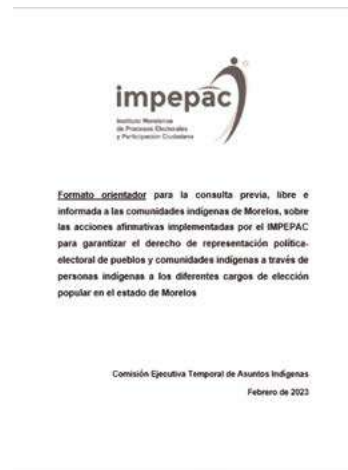 impepac
Instituto Morelense
de Procesos Electorales
y Participación Ciudadana
Formato orientador para la consulta previa, libre e
informada a las comunidades indígenas de Morelos, sobre
las acciones afirmativas implementadas por el IMPEPAC
para garantizar el derecho de representación política-
electoral de pueblos y comunidades indígenas a través de
personas indígenas a los diferentes cargos de elección
popular en el estado de Morelos
Comisión Ejecutiva Temporal de Asuntos Indígenas
Febrero de 2023